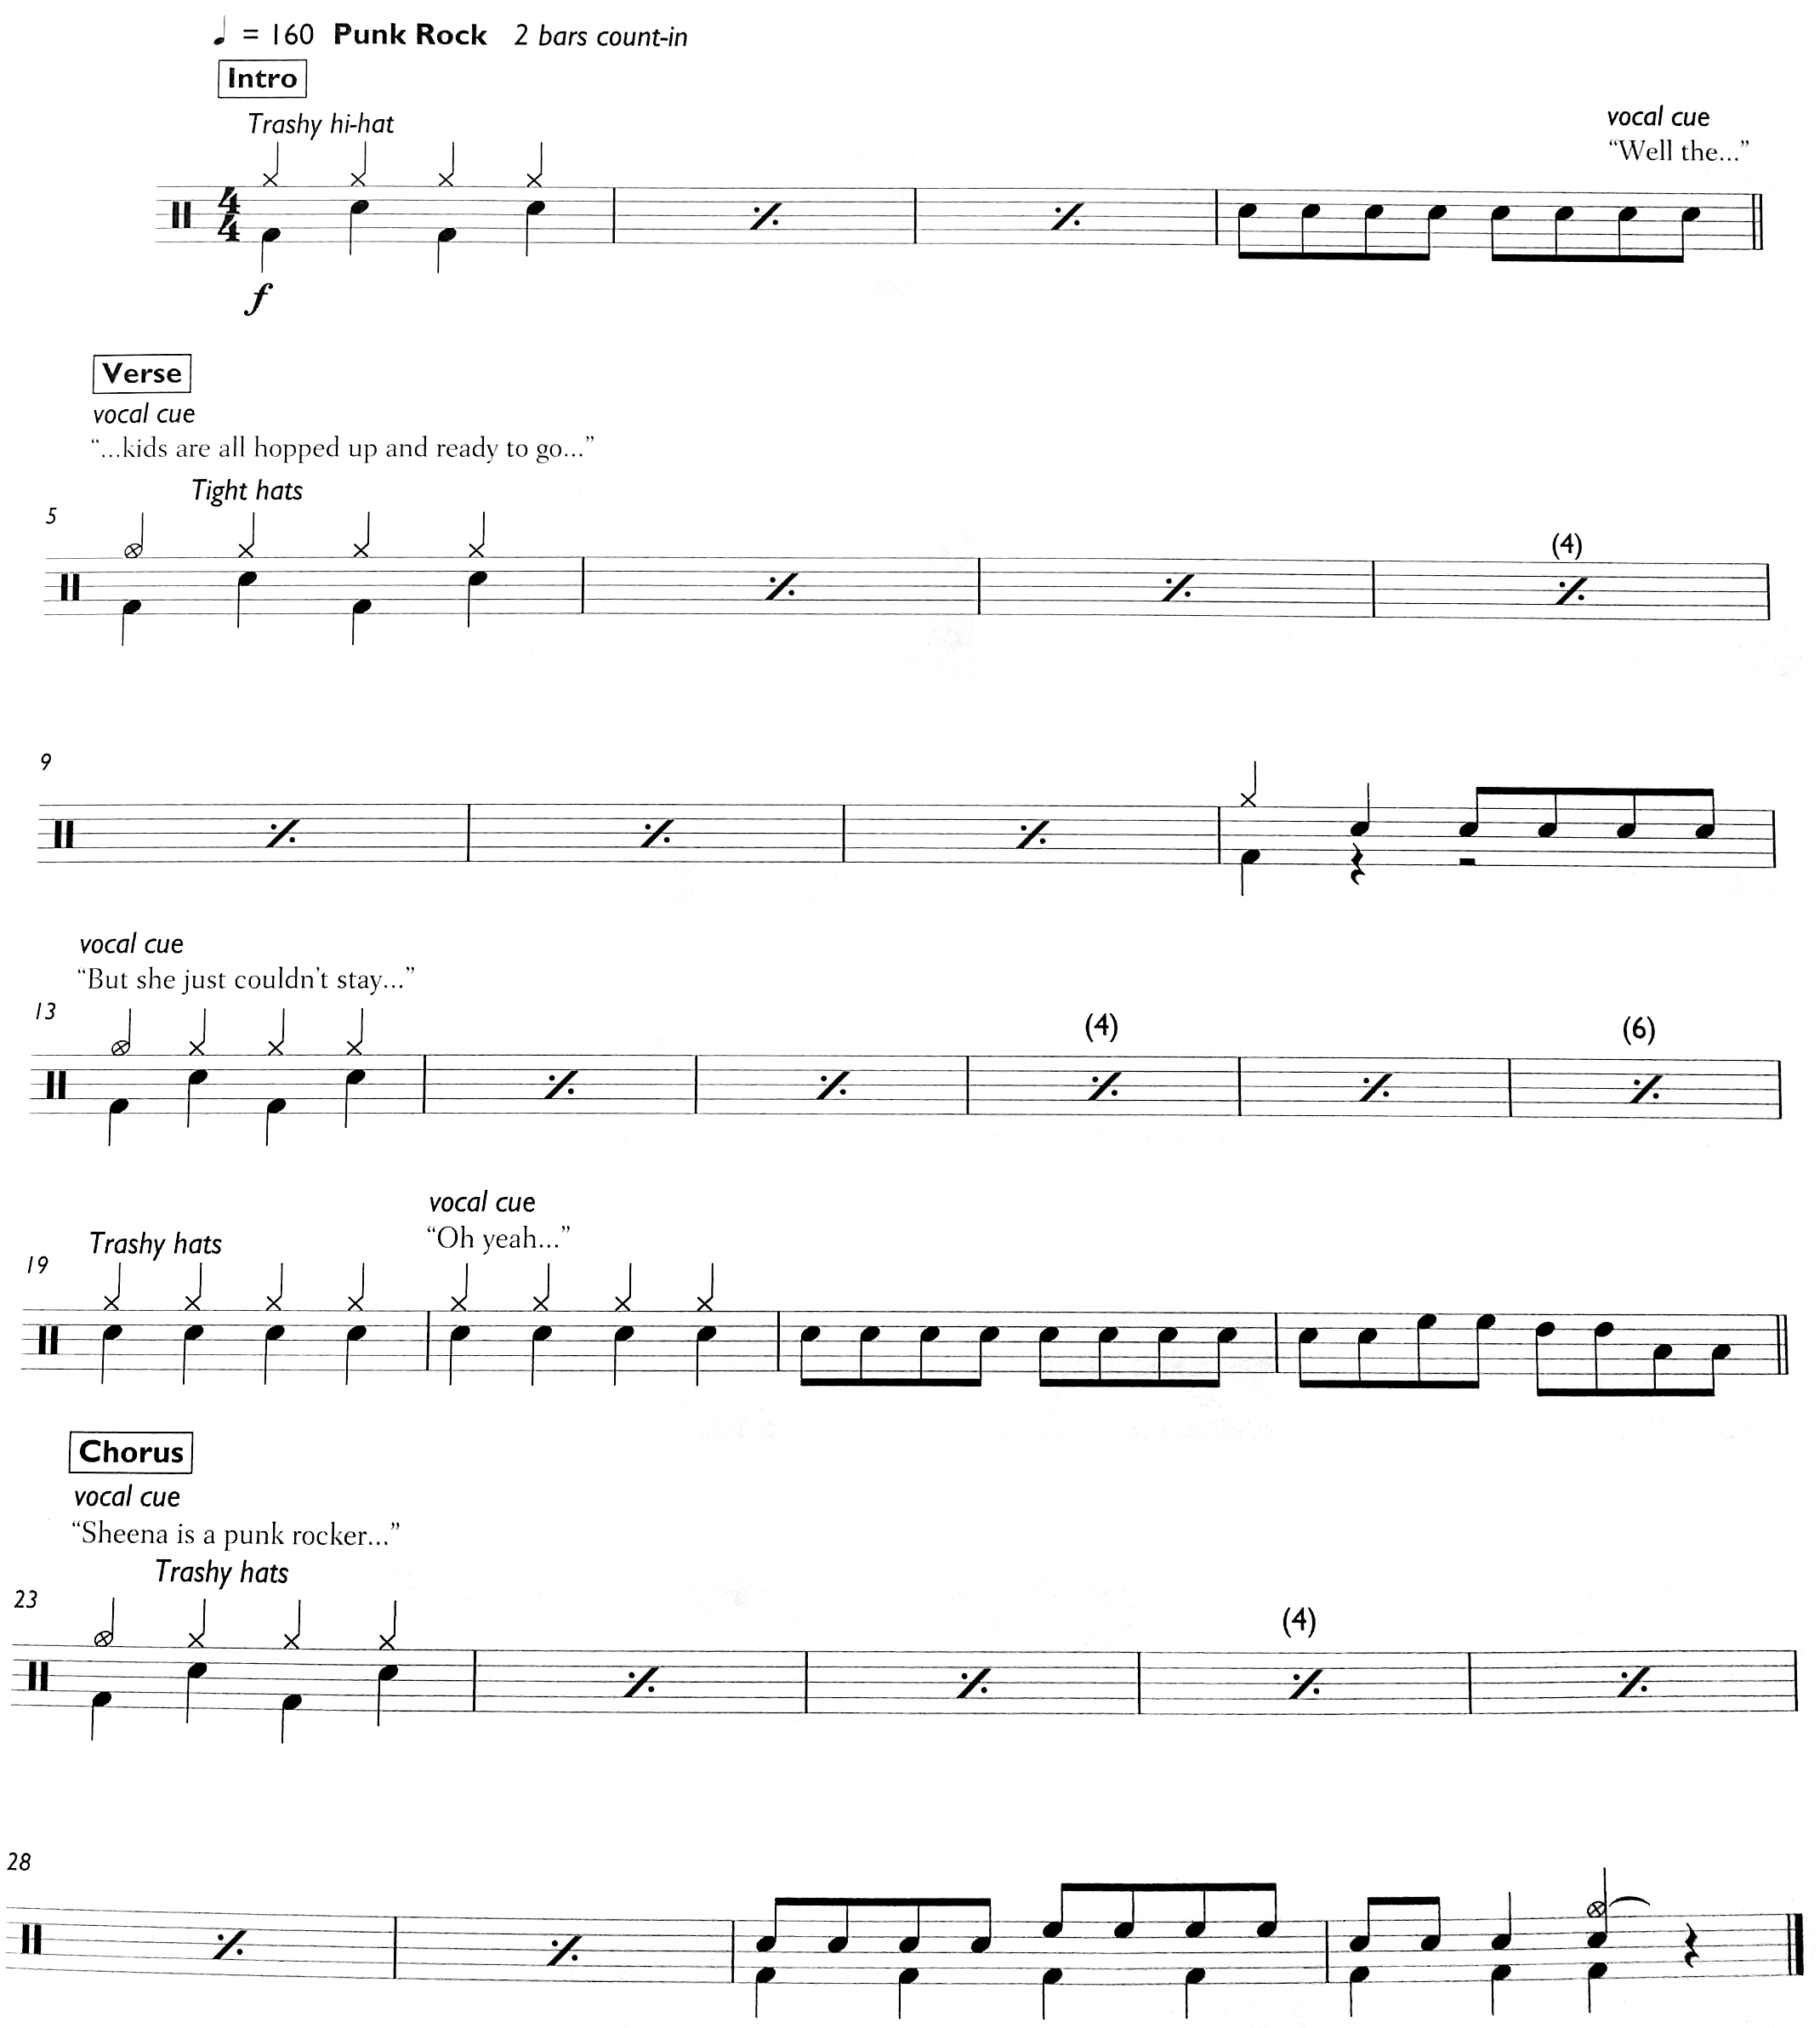 ♩ = 160 Punk Rock 2 bars count-in
Intro
Trashy hi-hat
vocal cue
“Well the...”
4
4
f
Verse
vocal cue
“...kids are all hopped up and ready to go...”
Tight hats
5
(4)
9
vocal cue
“But she just couldn’t stay...”
13
(4)
(6)
vocal cue
“Oh yeah...”
Trashy hats
19
Chorus
vocal cue
“Sheena is a punk rocker...”
Trashy hats
23
(4)
28